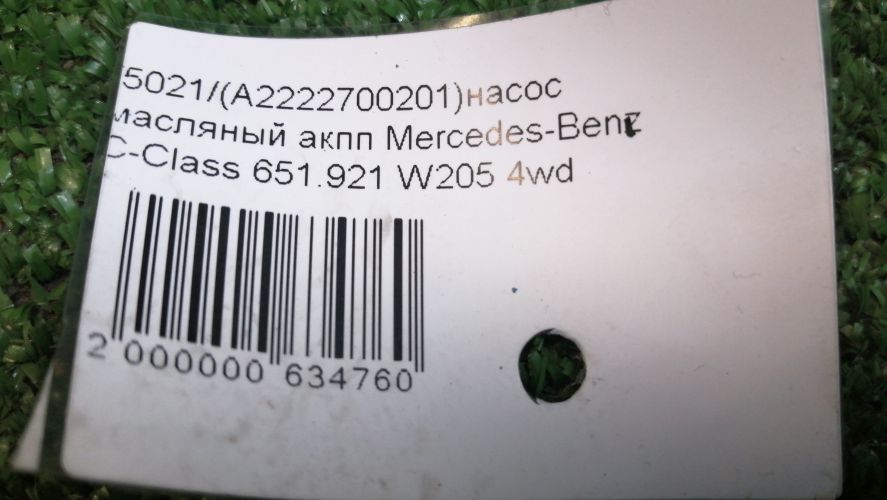 5021/(A2222700201)насос
масляный акпп Mercedes-Benz
C-Class 651.921 W205 4wd
2 000000 634760